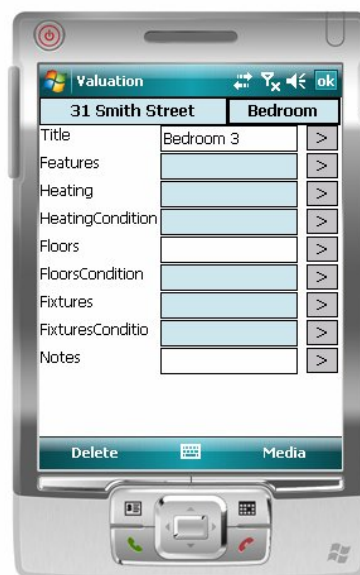 Valuation ok
31 Smith Street Bedroom
Title Bedroom 3 >
Features >
Heating >
HeatingCondition >
Floors >
FloorsCondition >
Fixtures >
FixturesConditio >
Notes >
Delete Media